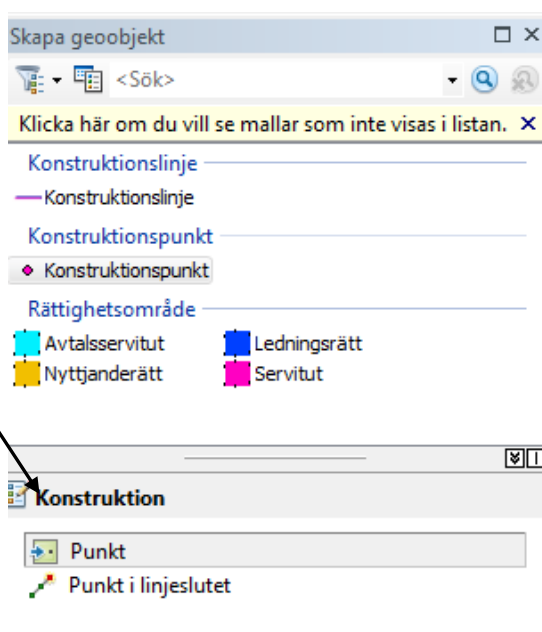 Skapa geoobjekt
<Sök>
Klicka här om du vill se mallar som inte visas i listan.
Konstruktionslinje
Konstruktionslinje
Konstruktionspunkt
Konstruktionspunkt
Rättighetsområde
Avtalsservitut Ledningsrätt
Nyttjanderätt Servitut
Konstruktion
Punkt
Punkt i linjeslutet